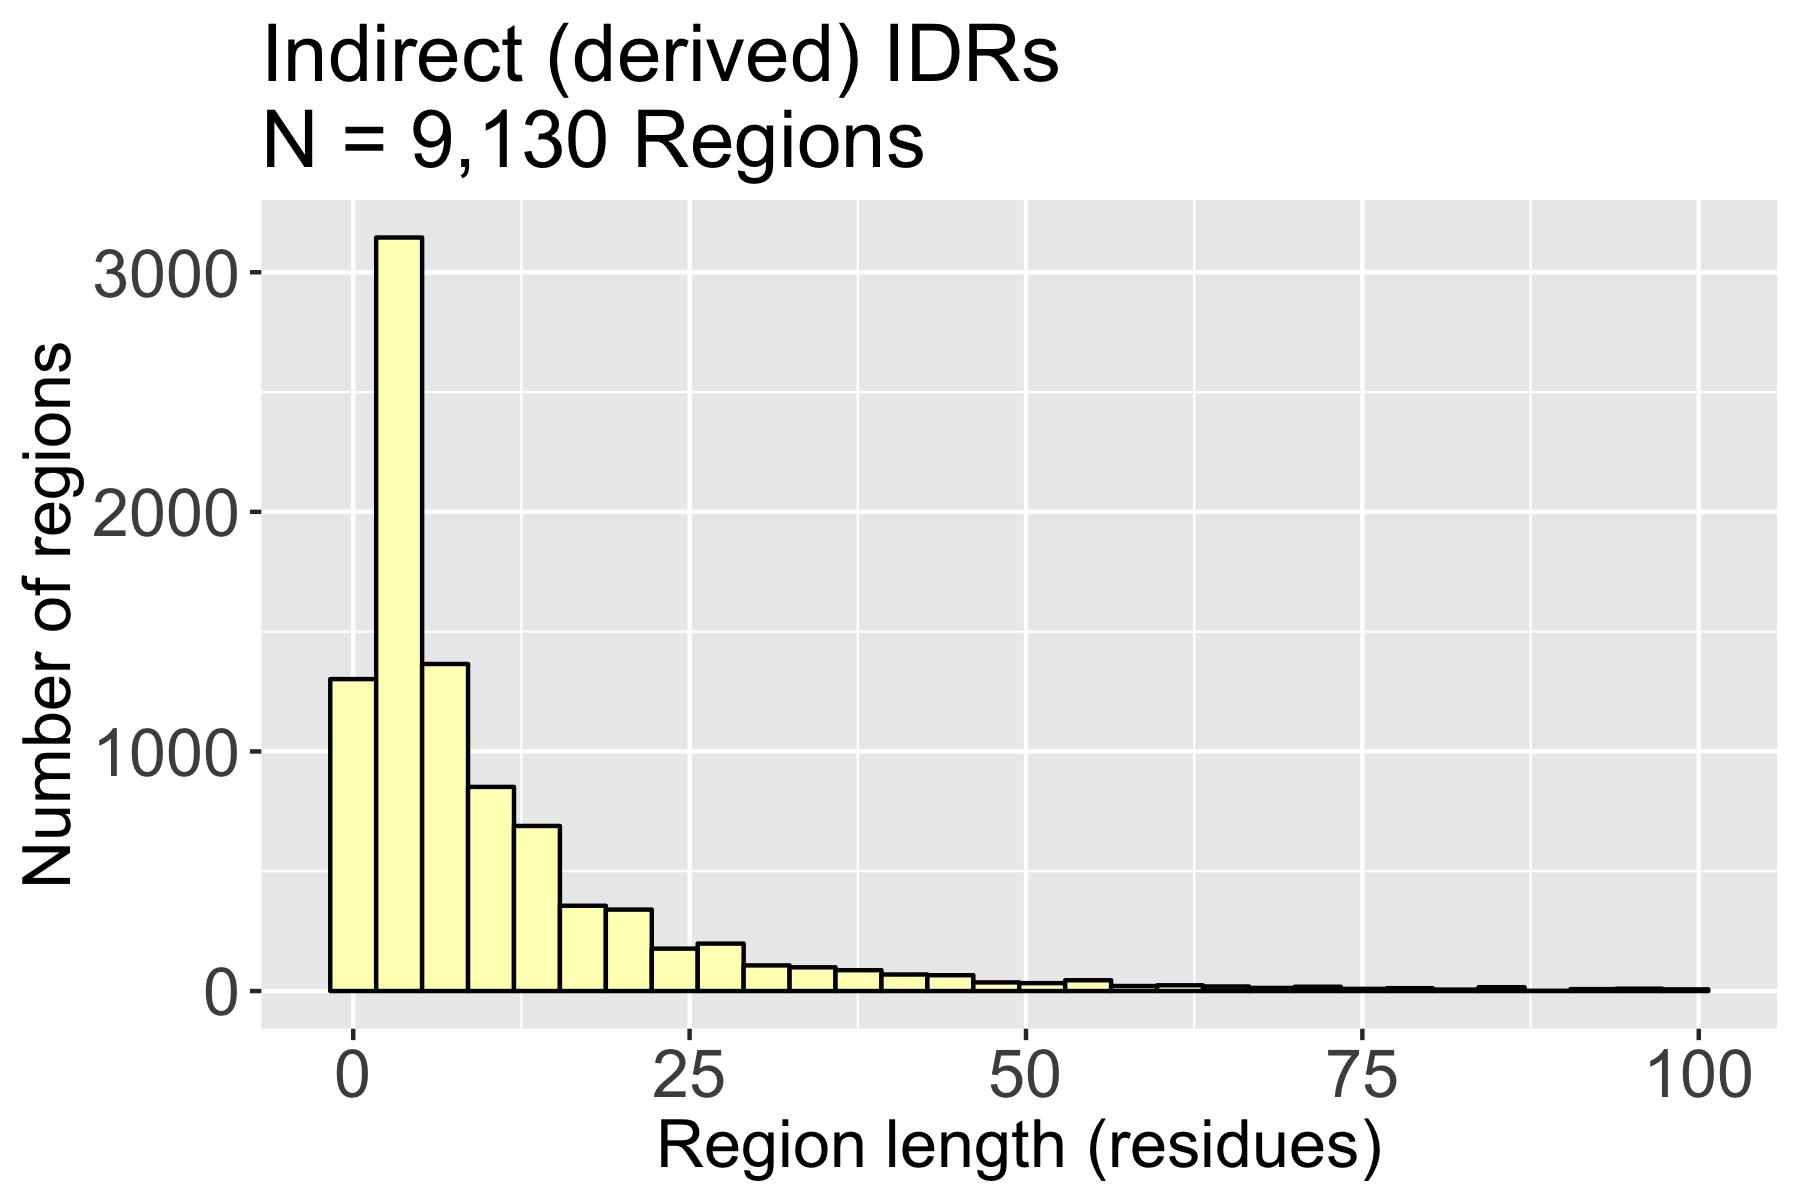 Indirect (derived) IDRs
N = 9,130 Regions
Number of regions
3000
2000
1000
0
0 25 50 75 100
Region length (residues)